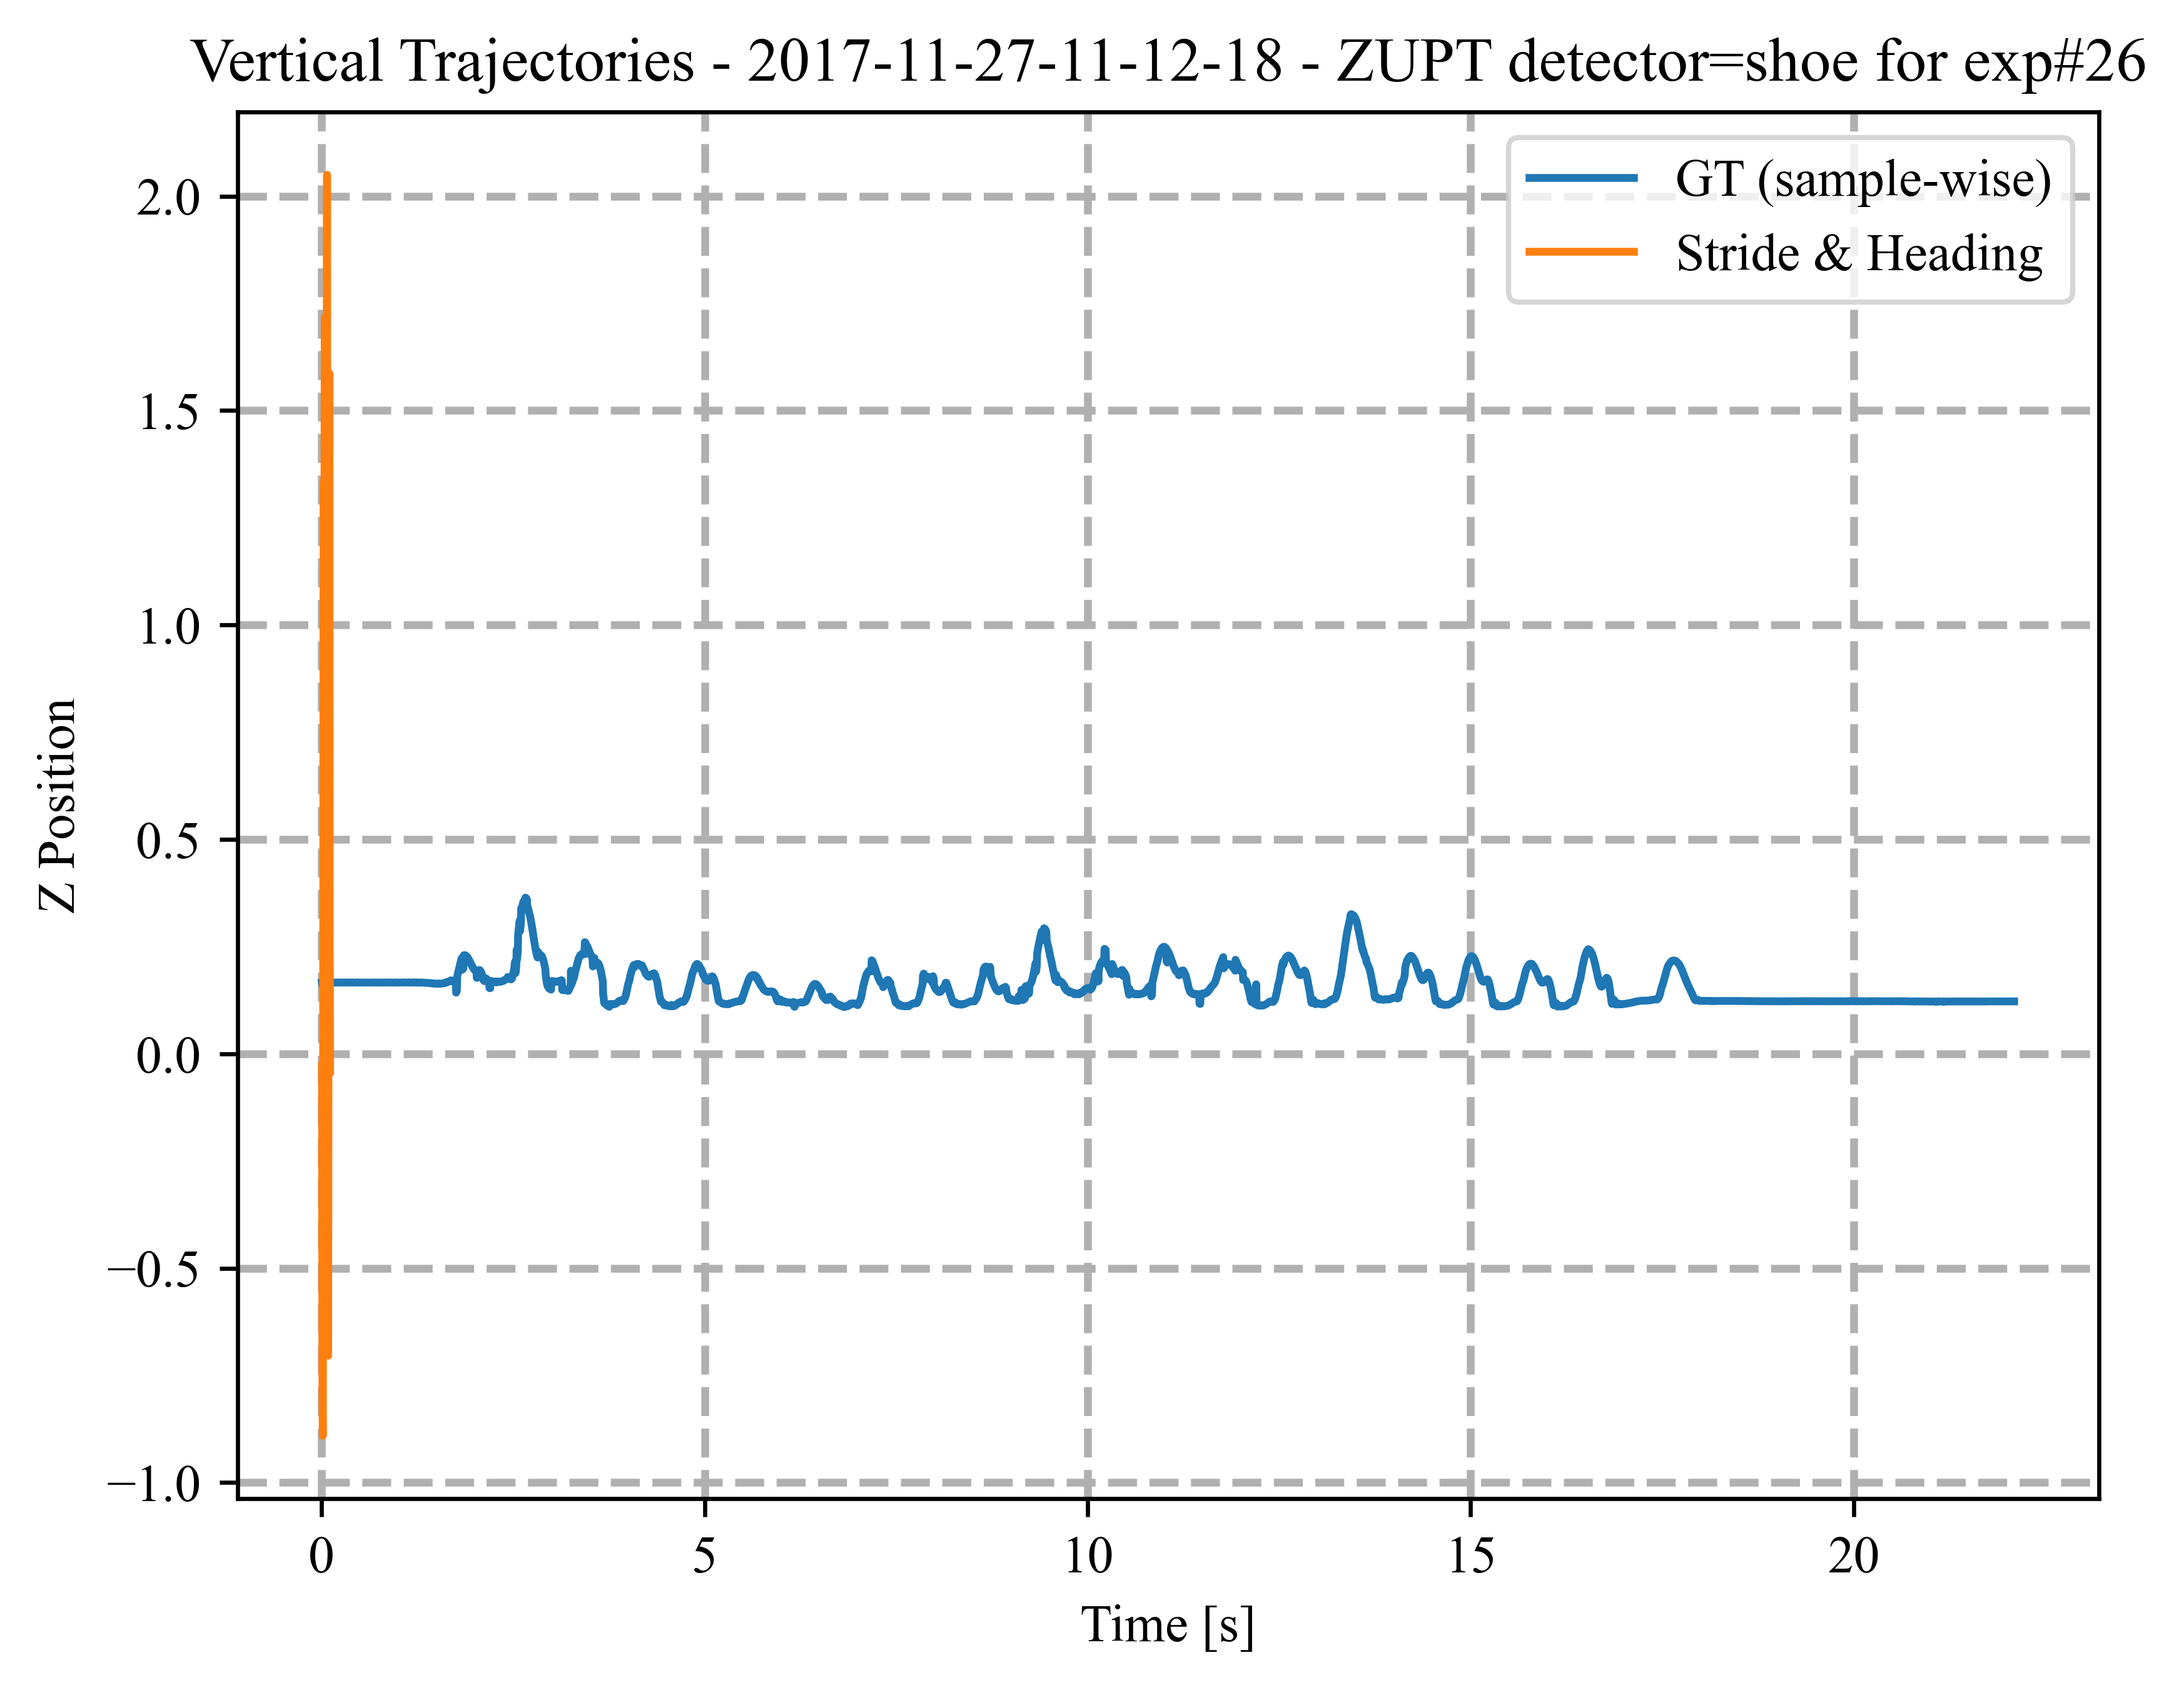 Vertical Trajectories - 2017-11-27-11-12-18 - ZUPT detector=shoe for exp#26
GT (sample-wise)
Stride & Heading
2.0
1.5
1.0
0.5
0.0
−0.5
−1.0
Z Position
0 5 10 15 20
Time [s]